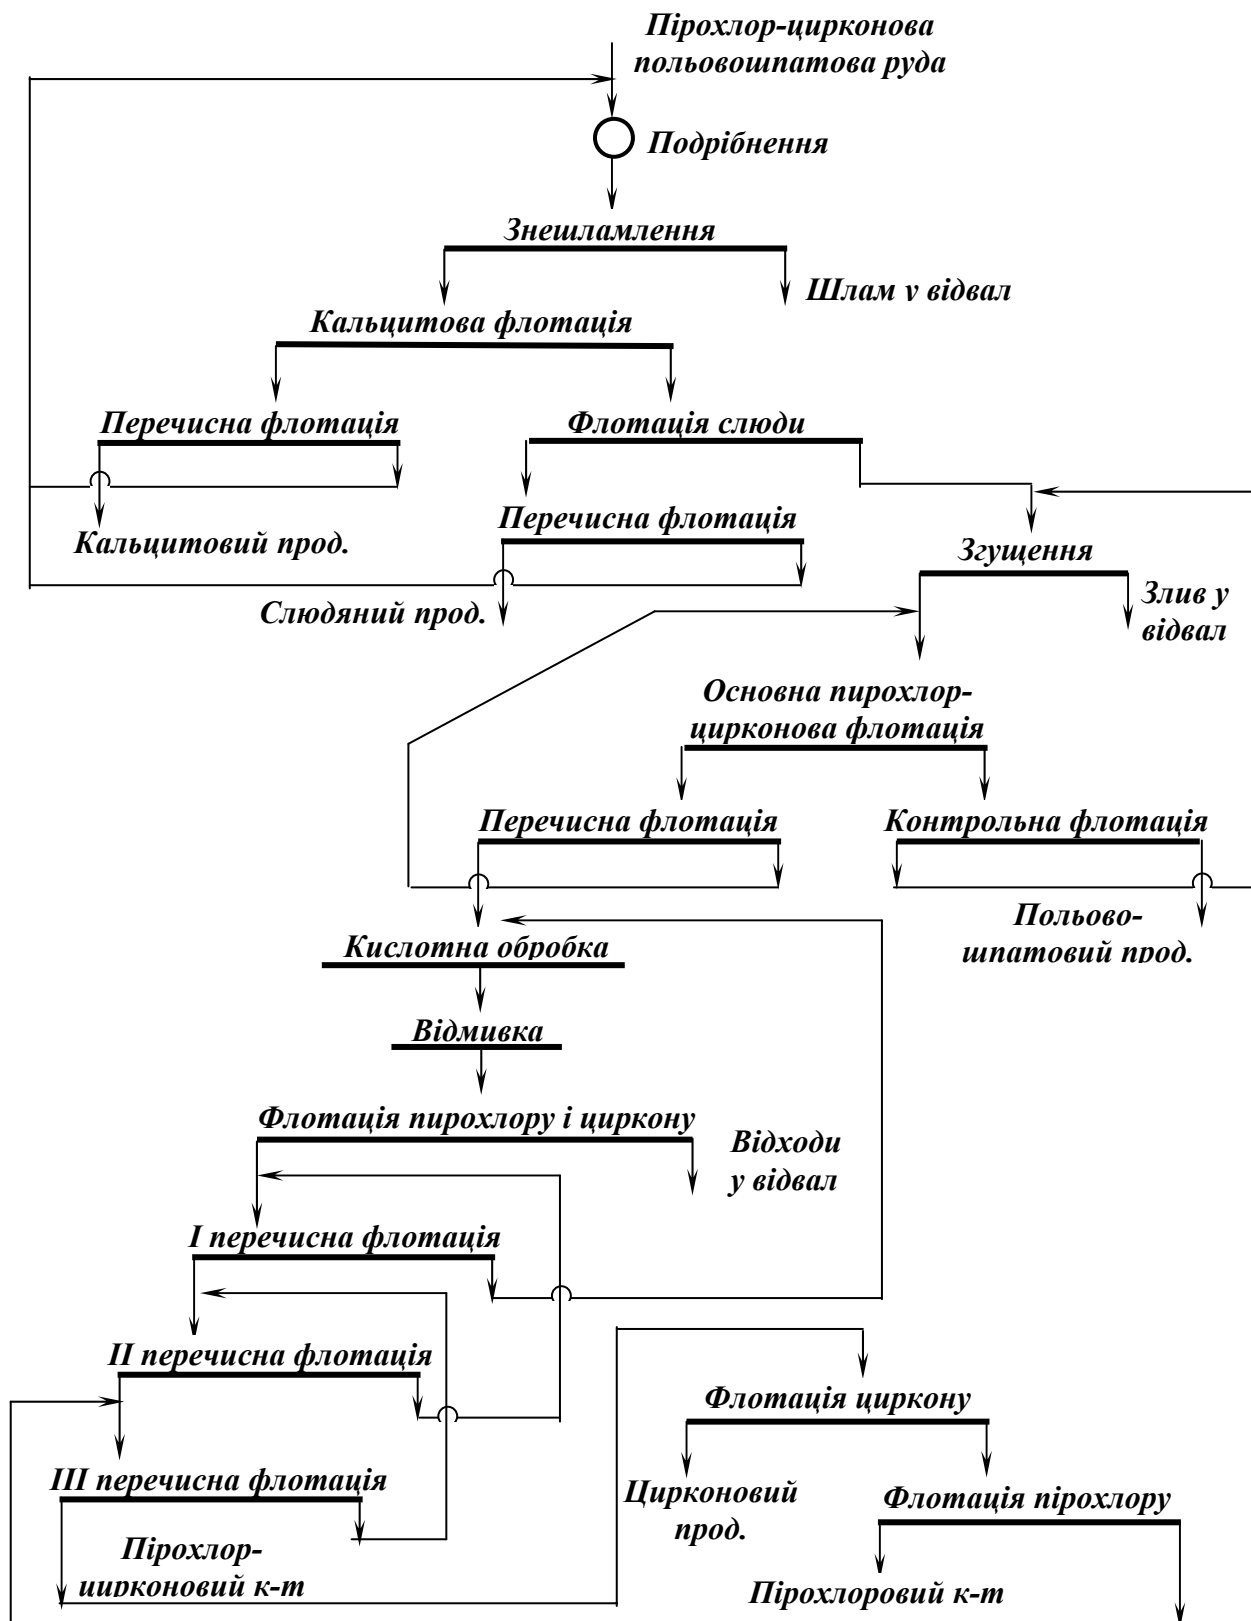 Пірохлор-цирконова
польовошпатова руда
Подрібнення
Знешламлення
Шлам у відвал
Кальцитова флотація
Перечисна флотація
Флотація слюди
Кальцитовий прод.
Перечисна флотація
Згущення
Слюдяний прод.
Злив у
відвал
Основна пирохлор-
цирконова флотація
Перечисна флотація
Контрольна флотація
Польово-
шпатовий прод.
Кислотна обробка
Відмивка
Флотація пирохлору і циркону
Відходи
у відвал
I перечисна флотація
II перечисна флотація
Флотація циркону
III перечисна флотація
Цирконовий
прод.
Флотація пірохлору
Пірохлор-
цирконовий к-т
Пірохлоровий к-т